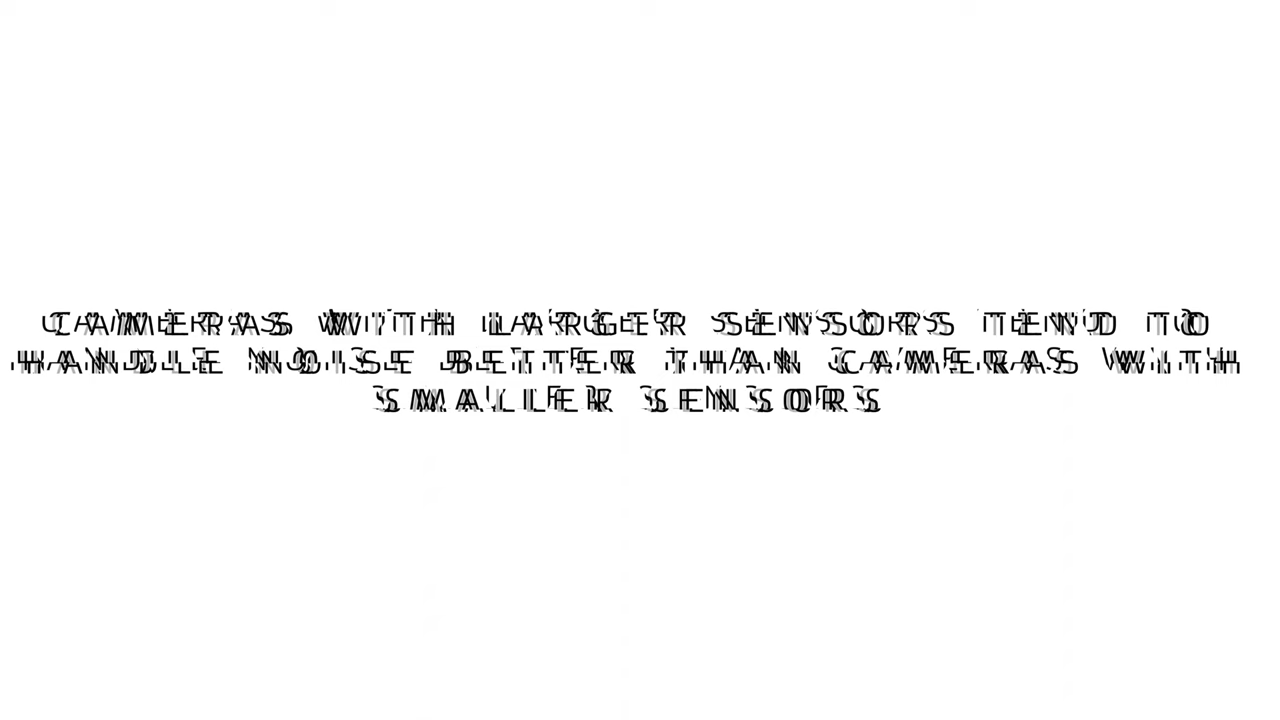 CAMERAS WITH LARGER SENSORS TEND TO
HANDLE NOISE BETTER THAN CAMERAS WITH
SMALLER SENSORS